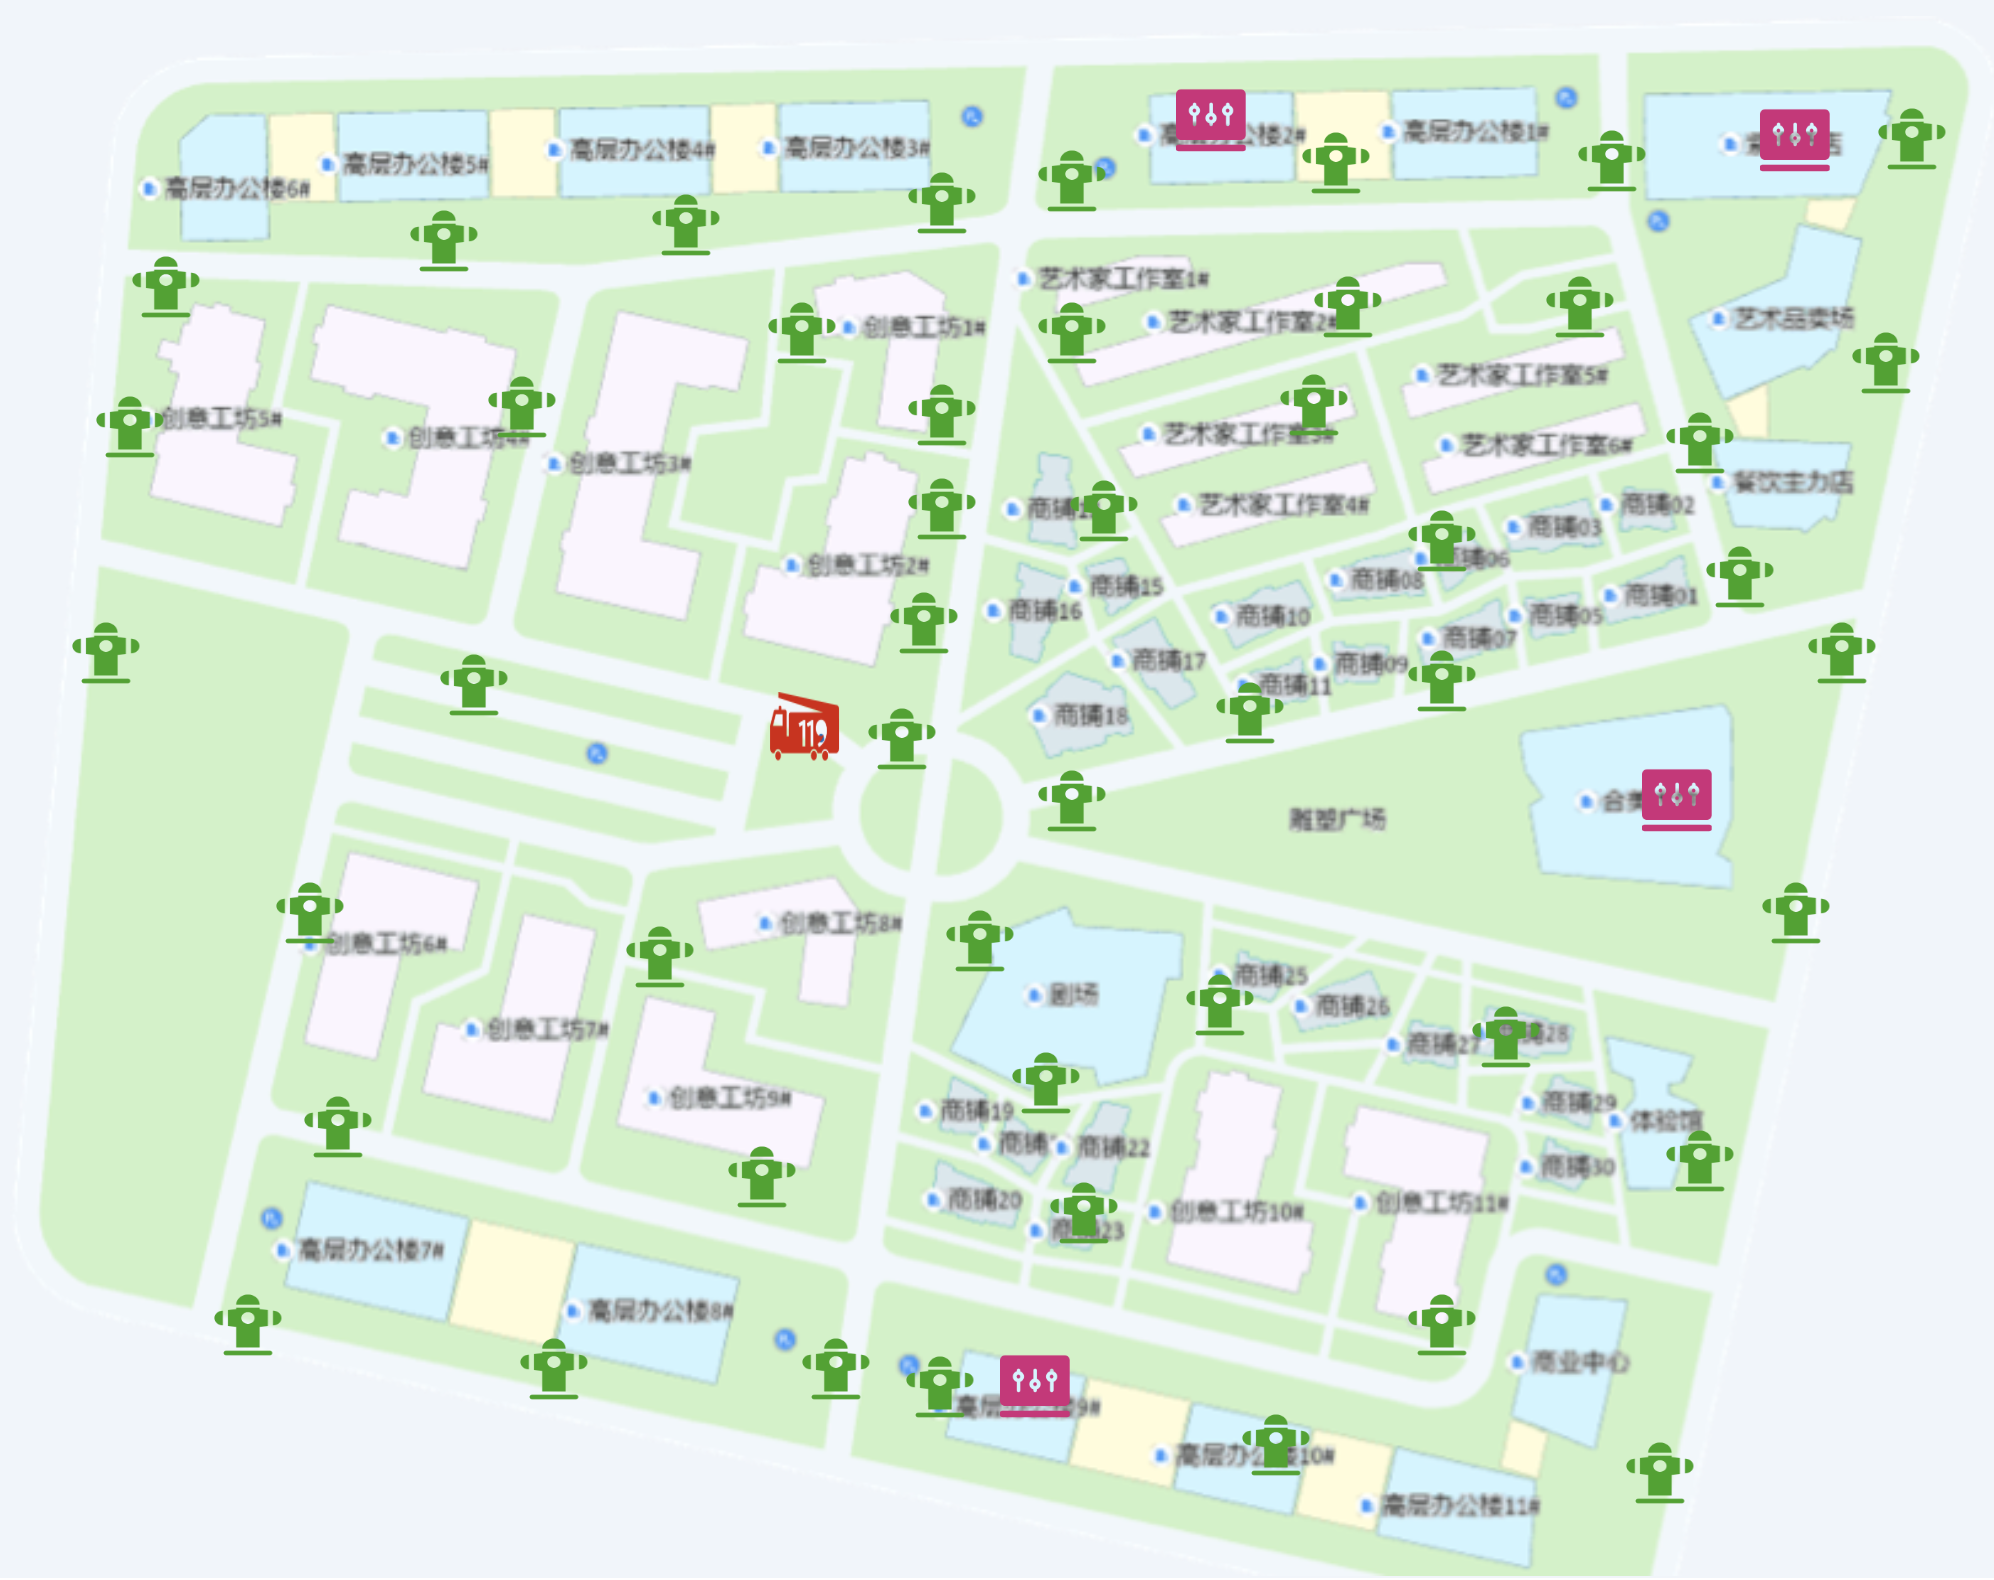 高层办公楼6#
高层办公楼5#
高层办公楼4#
高层办公楼3#
高层办公楼2#
高层办公楼1#
艺术家工作室1#
艺术家工作室2#
艺术品卖场
创意工坊1#
艺术家工作室5#
创意工坊5#
创意工坊4#
创意工坊3#
艺术家工作室3#
艺术家工作室6#
餐饮主力店
艺术家工作室4#
商铺
商铺02
商铺03
创意工坊2#
商铺06
商铺08
商铺15
商铺16
商铺10
商铺05
商铺01
商铺07
商铺17
商铺09
商铺11
商铺18
119
雕塑广场
创意工坊6#
创意工坊8#
剧场
商铺25
商铺26
创意工坊7#
商铺27
商铺28
创意工坊9#
商铺19
商铺
商铺22
商铺29
体验馆
商铺30
商铺20
商铺23
创意工坊10#
创意工坊11#
高层办公楼7#
高层办公楼8#
商业中心
高层办公楼9#
高层办公楼10#
高层办公楼11#